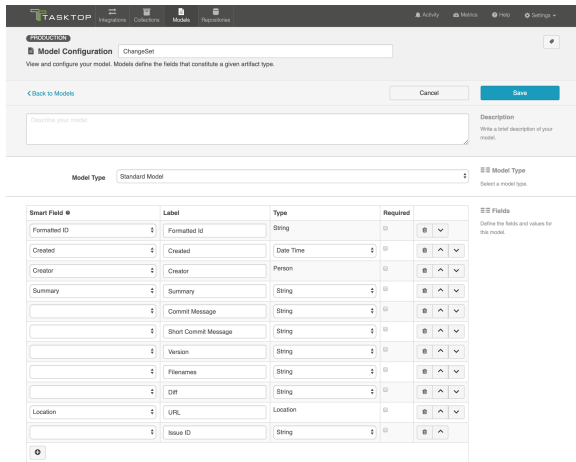 TASKTOP
Integrations Collections Models Repositories
Activity Metrics Help Settings
PRODUCTION
Model Configuration ChangeSet
View and configure your model. Models define the fields that constitute a given artifact type.
Back to Models
Cancel Save
Describe your model
Description
Write a brief description of your
model.
Model Type Standard Model
Model Type
Select a model type.
Smart Field Label Type Required
Fields
Define the fields and values for
this model.
Formatted ID Formatted Id String
Created Created Date Time
Creator Creator Person
Summary Summary String
Commit Message String
Short Commit Message String
Version String
Filenames String
Diff String
Location URL Location
Issue ID String